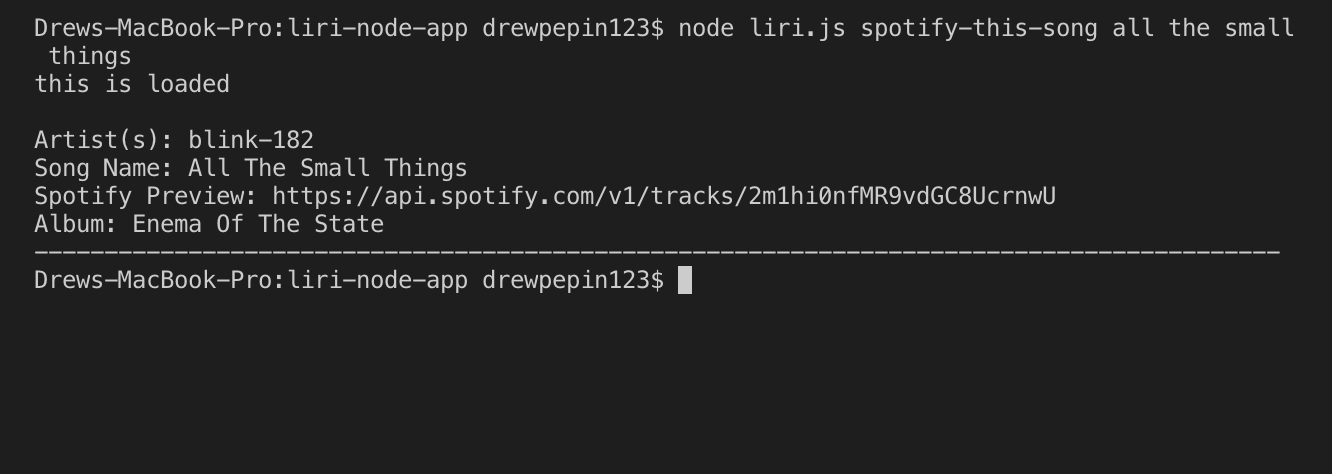 Drews-MacBook-Pro:liri-node-app drewpepin123$ node liri.js spotify-this-song all the small
 things
this is loaded
Artist(s): blink-182
Song Name: All The Small Things
Spotify Preview: https://api.spotify.com/v1/tracks/2m1hi0nfMR9vdGC8UcrnwU
Album: Enema Of The State
-----------------------------------------------------------------------------------------
Drews-MacBook-Pro:liri-node-app drewpepin123$